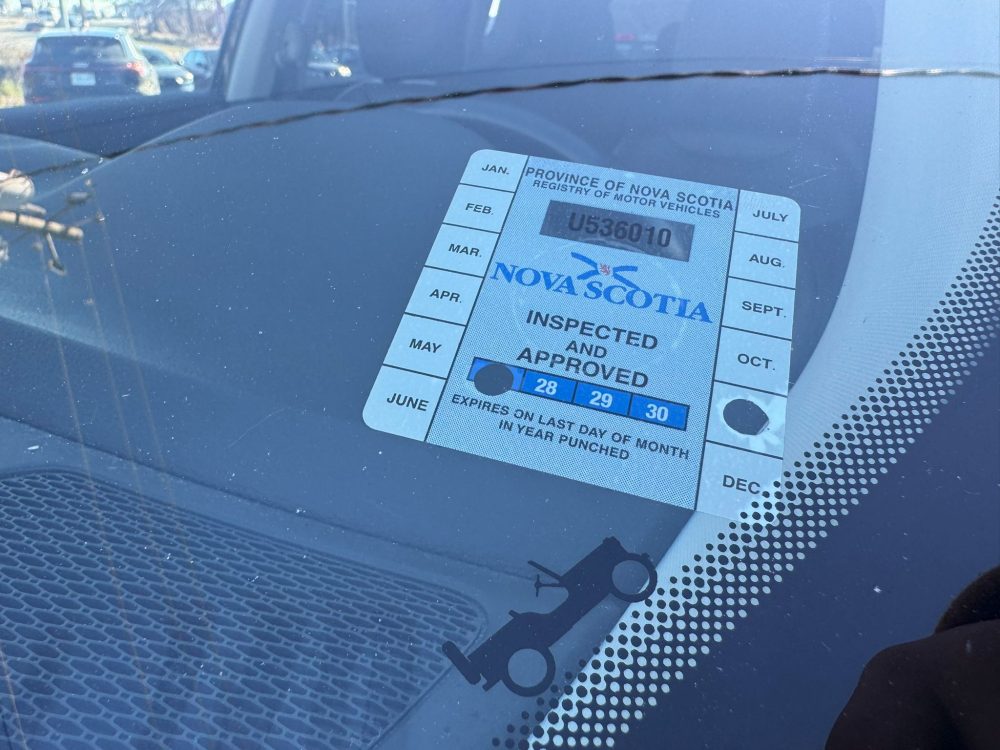 PROVINCE OF NOVA SCOTIA
REGISTRY OF MOTOR VEHICLES
U536010
NOVA SCOTIA
INSPECTED
AND
APPROVED
28 29 30
EXPIRES ON LAST DAY OF MONTH
IN YEAR PUNCHED
JAN.
FEB.
MAR.
APR.
MAY
JUNE
JULY
AUG.
SEPT.
OCT.
DEC.